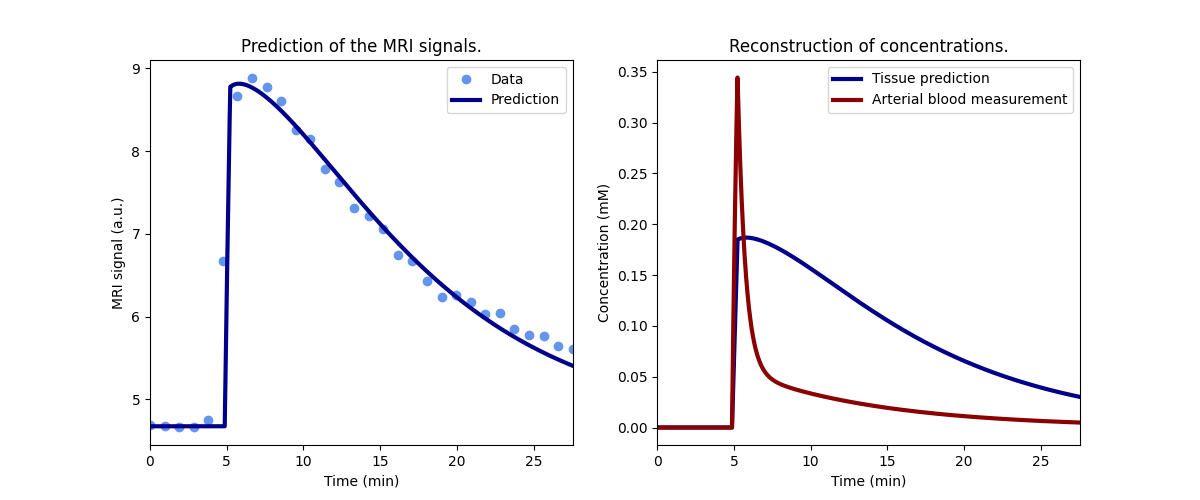 Prediction of the MRI signals.
Data
Prediction
MRI signal (a.u.)
9
8
7
6
5
0
5
10
15
20
25
Time (min)
Reconstruction of concentrations.
Tissue prediction
Arterial blood measurement
Concentration (mM)
0.35
0.30
0.25
0.20
0.15
0.10
0.05
0.00
0
5
10
15
20
25
Time (min)